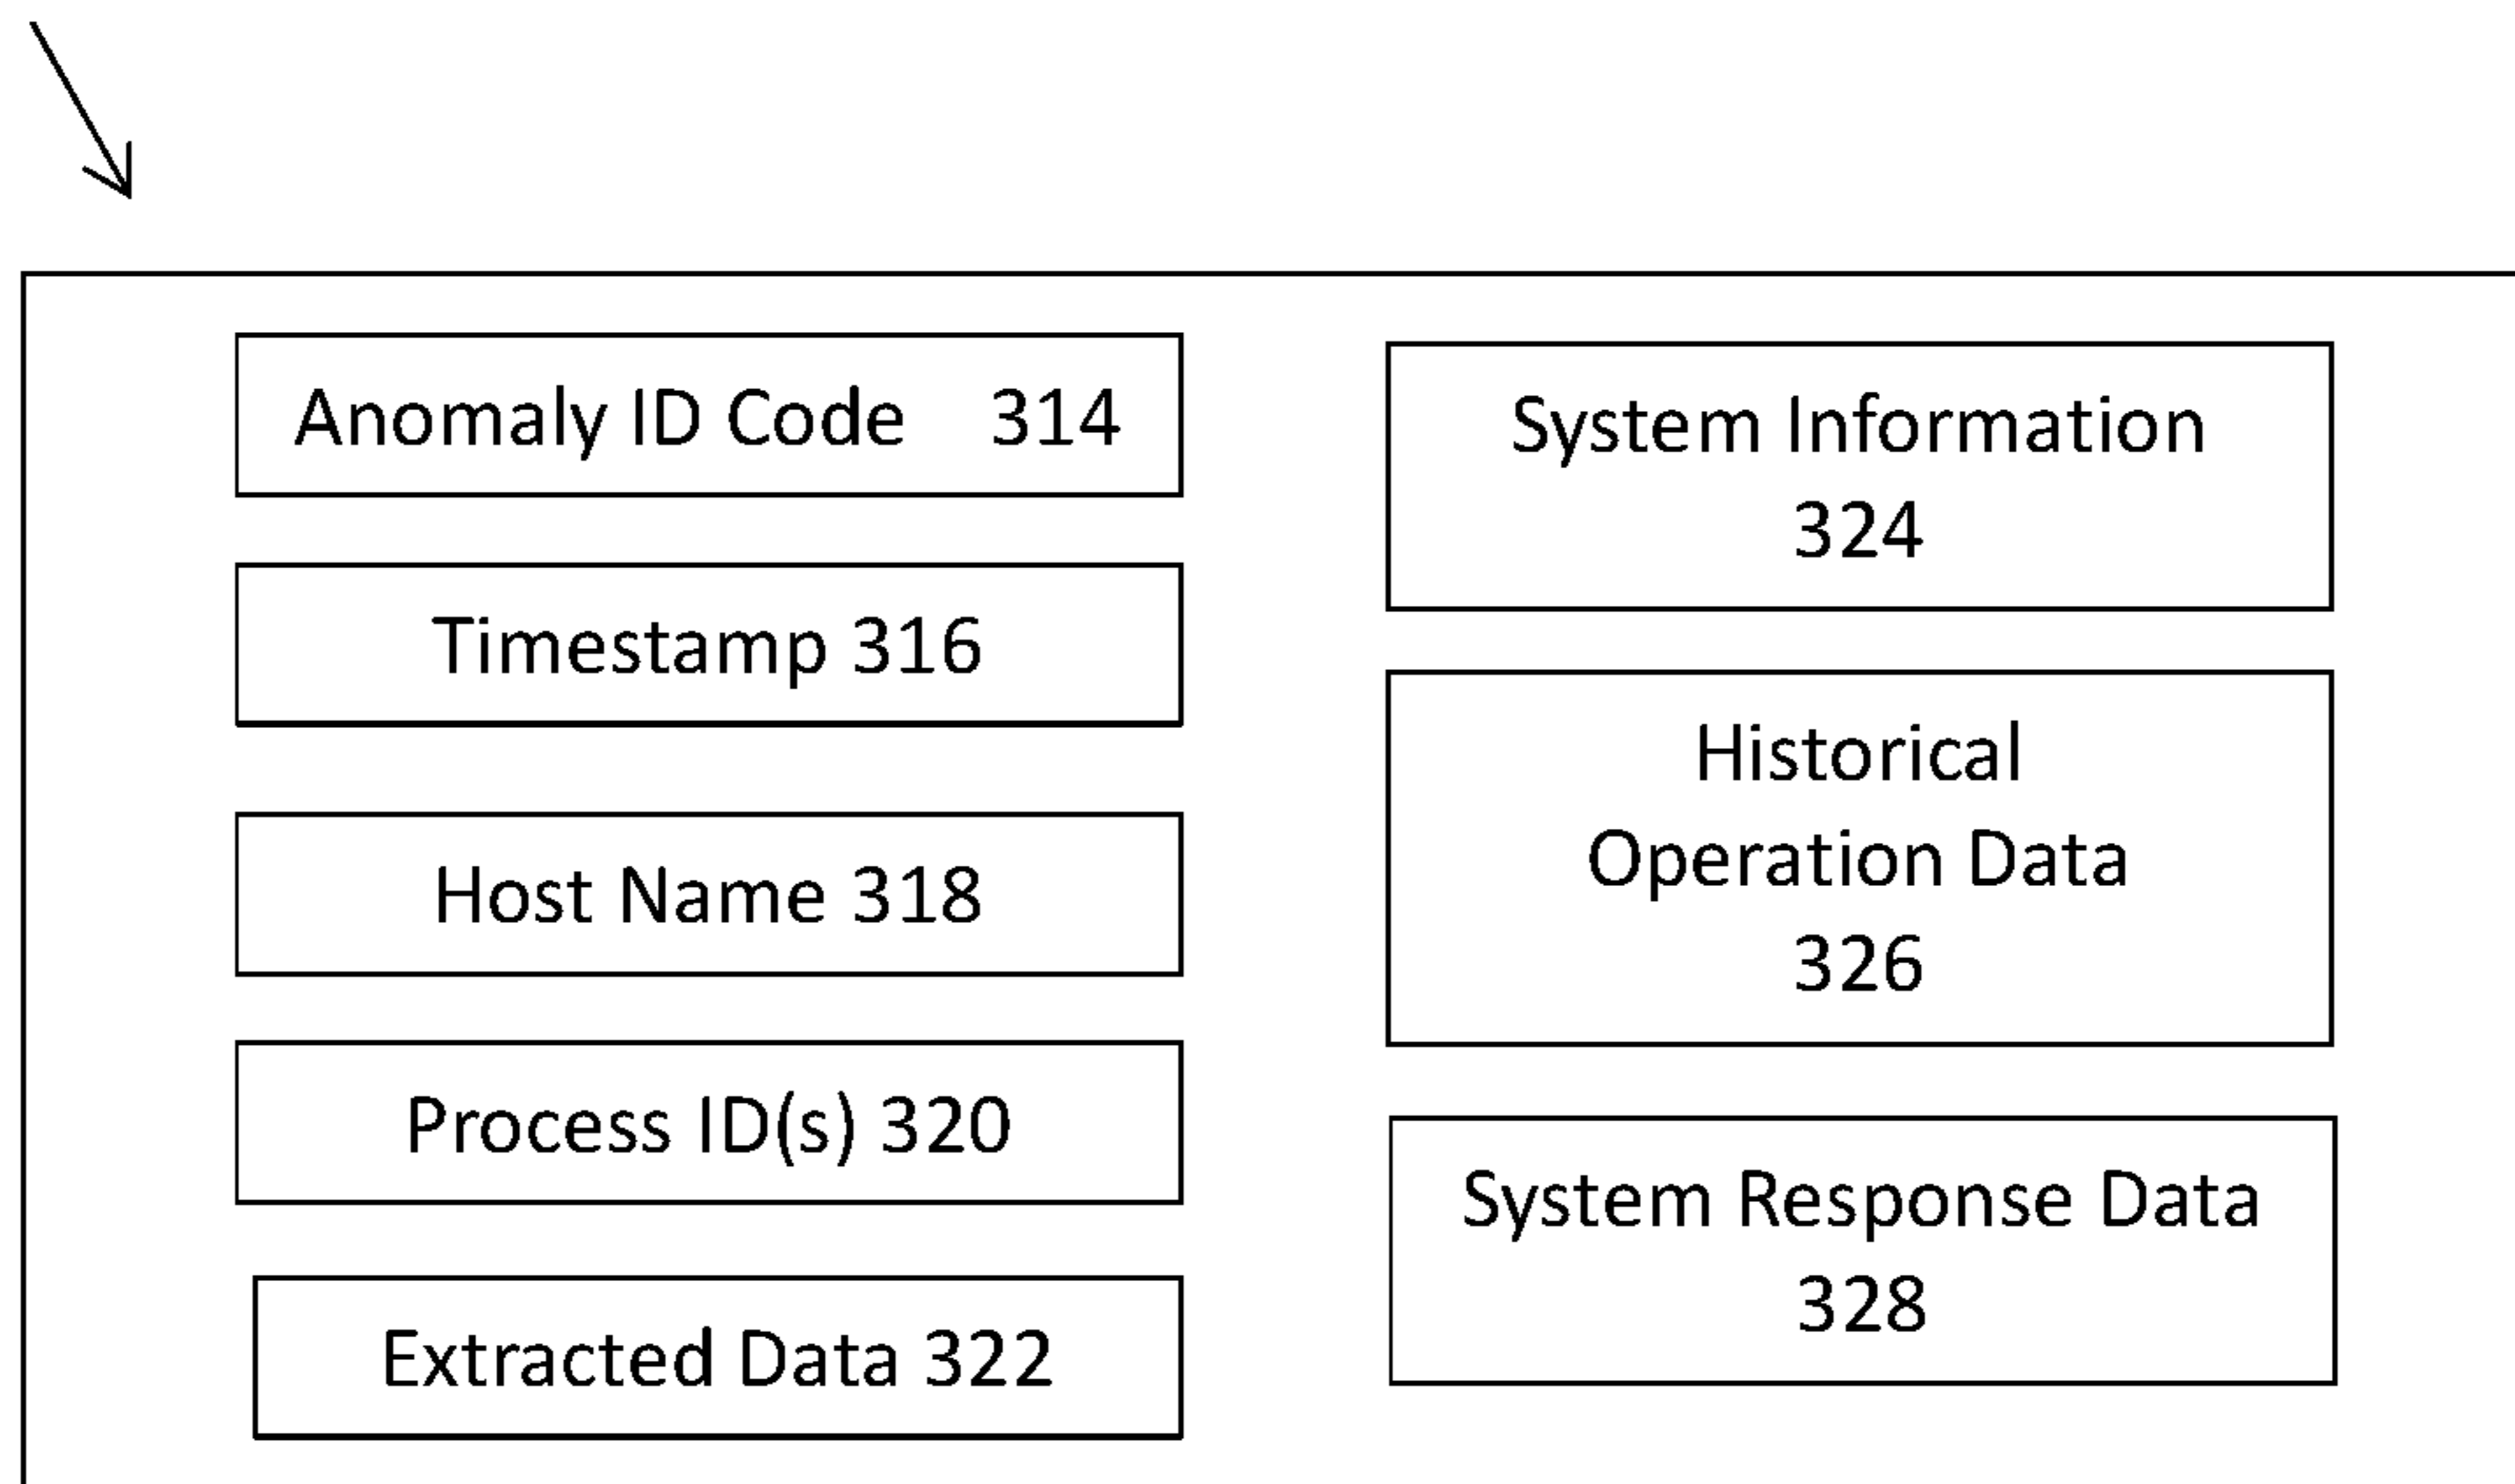 Anomaly ID Code 314
Timestamp 316
Host Name 318
Process ID(s) 320
Extracted Data 322
System Information
324
Historical
Operation Data
326
System Response Data
328